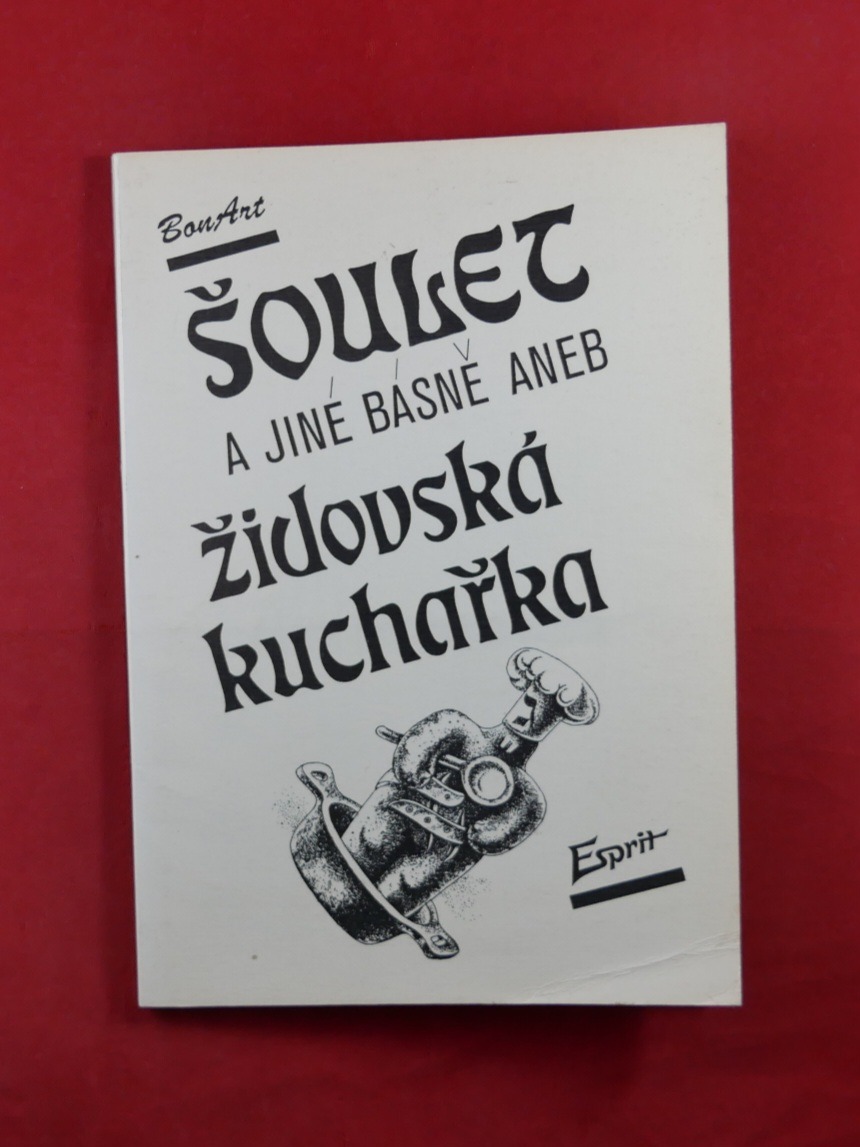 BonArt
ŠOULET
A JINÉ BÁSNĚ ANEB
židovská
kuchařka
Esprit